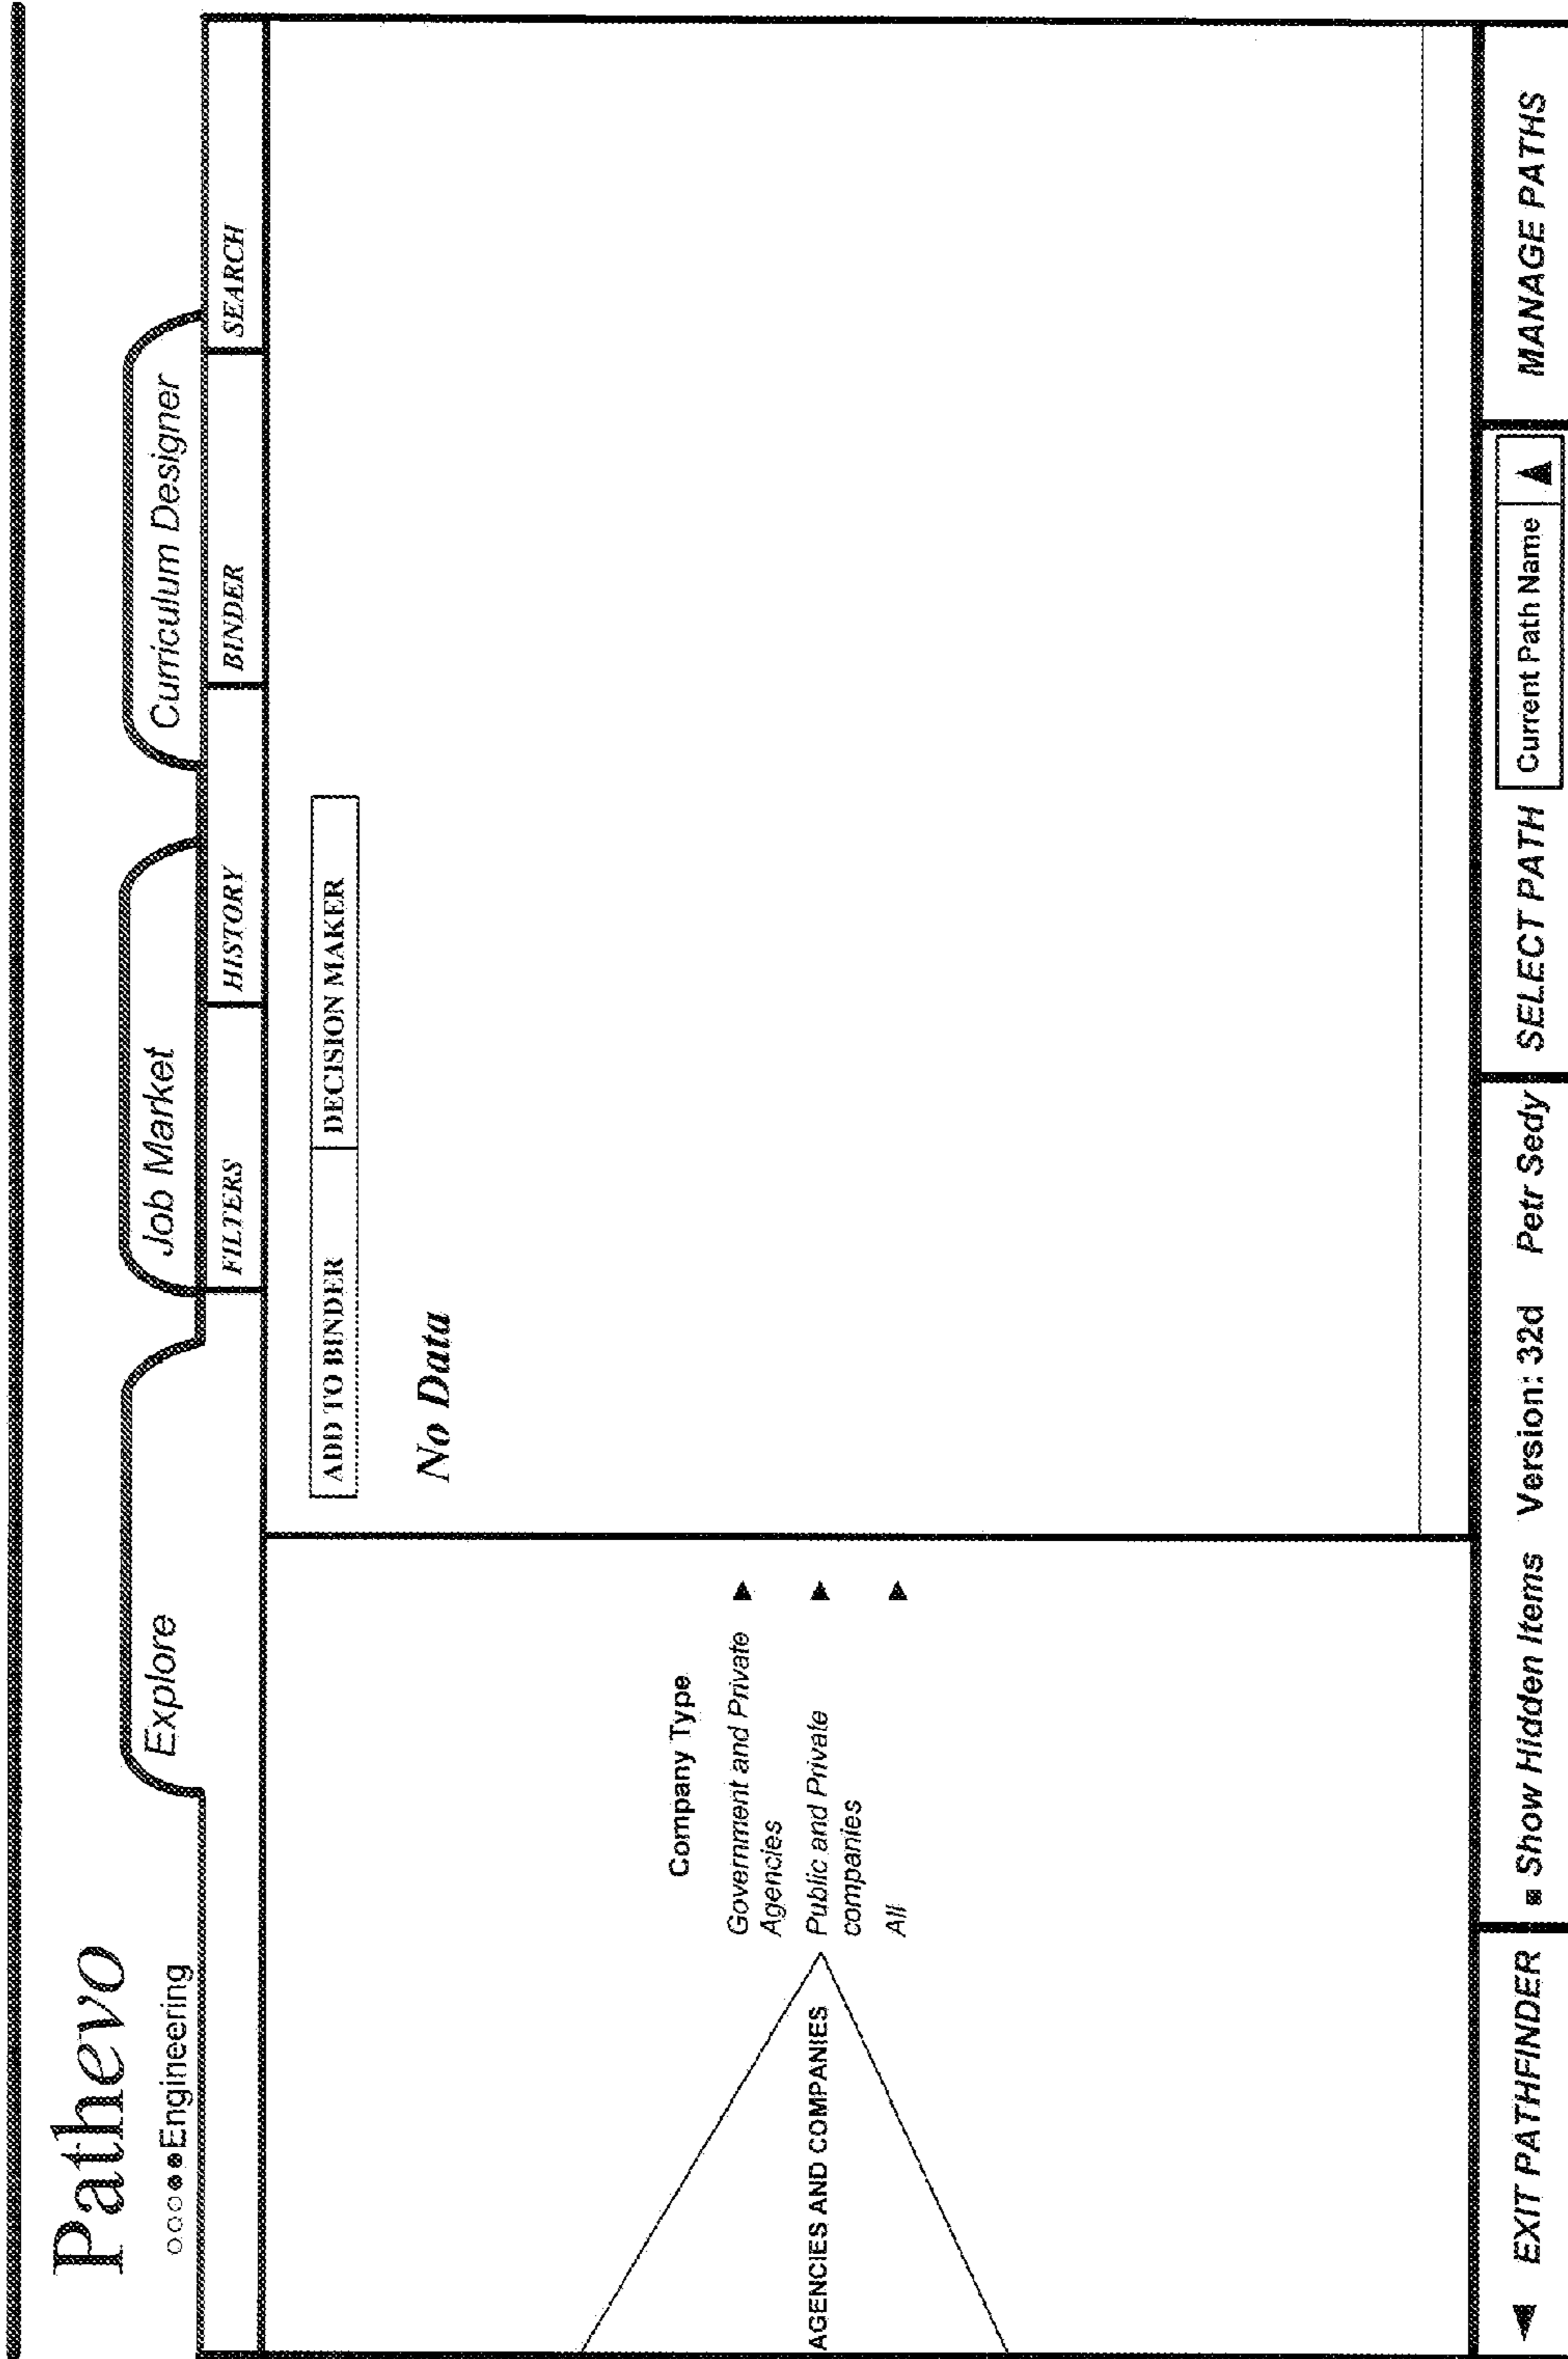 Pathevo
Engineering
Explore
Job Market
Curriculum Designer
FILTERS
HISTORY
BINDER
SEARCH
AGENCIES AND COMPANIES
Company Type
Government and Private
Agencies
Public and Private
companies
All
ADD TO BINDER
DECISION MAKER
No Data
EXIT PATHFINDER
Show Hidden Items
Version: 32d
Petr Sedy
SELECT PATH
Current Path Name
MANAGE PATHS